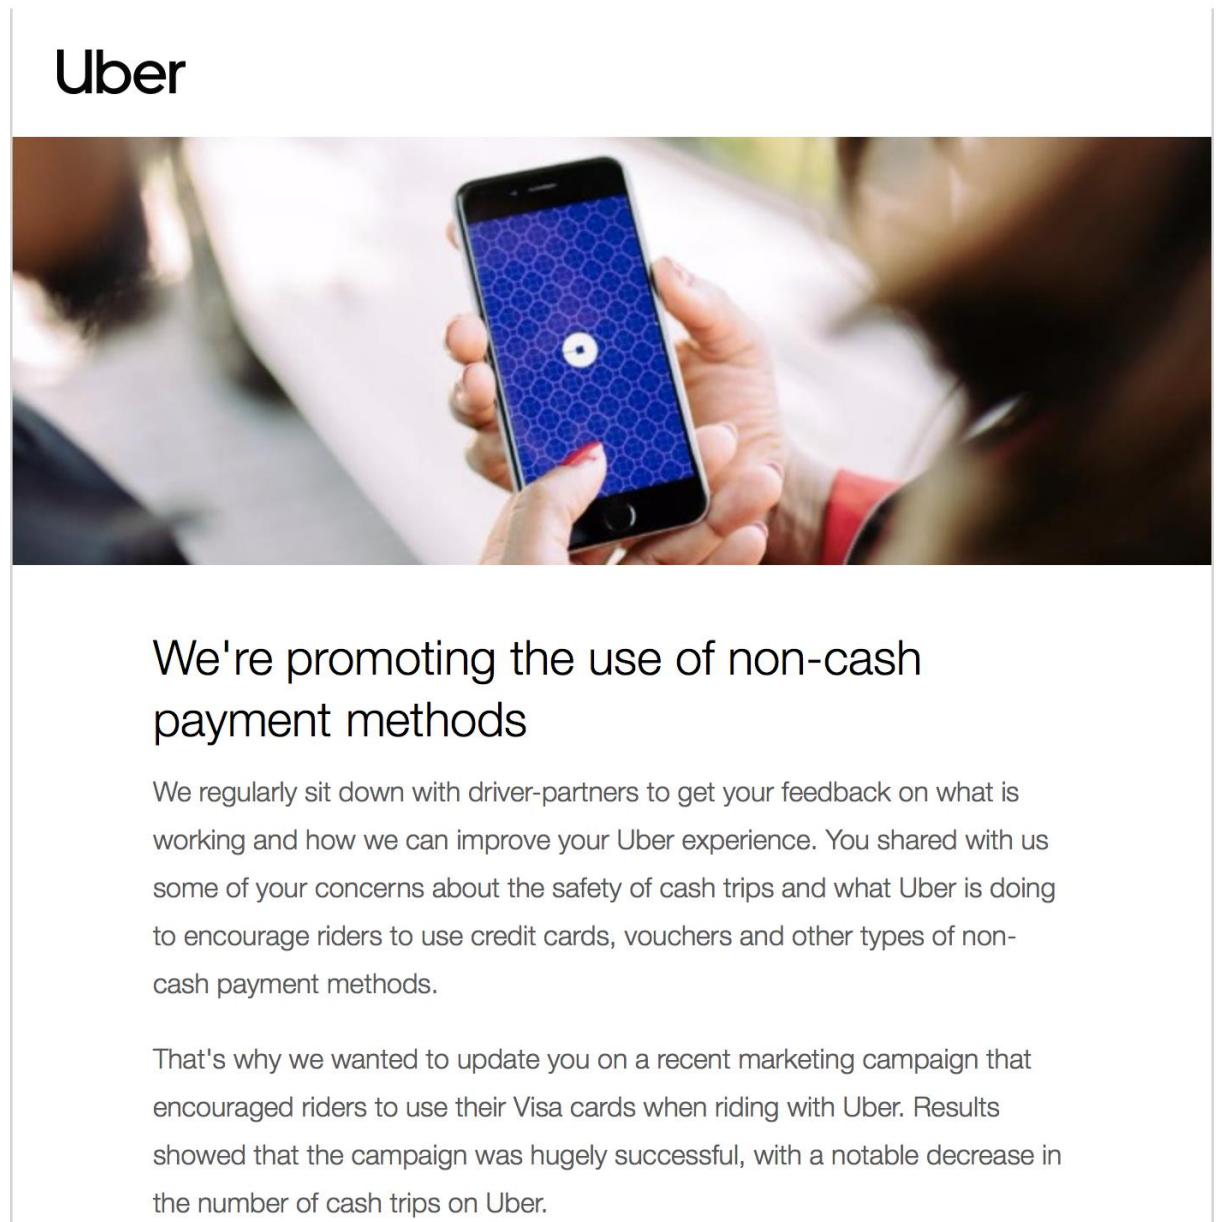 Uber
We're promoting the use of non-cash
payment methods
We regularly sit down with driver-partners to get your feedback on what is
working and how we can improve your Uber experience. You shared with us
some of your concerns about the safety of cash trips and what Uber is doing
to encourage riders to use credit cards, vouchers and other types of non-
cash payment methods.
That's why we wanted to update you on a recent marketing campaign that
encouraged riders to use their Visa cards when riding with Uber. Results
showed that the campaign was hugely successful, with a notable decrease in
the number of cash trips on Uber.